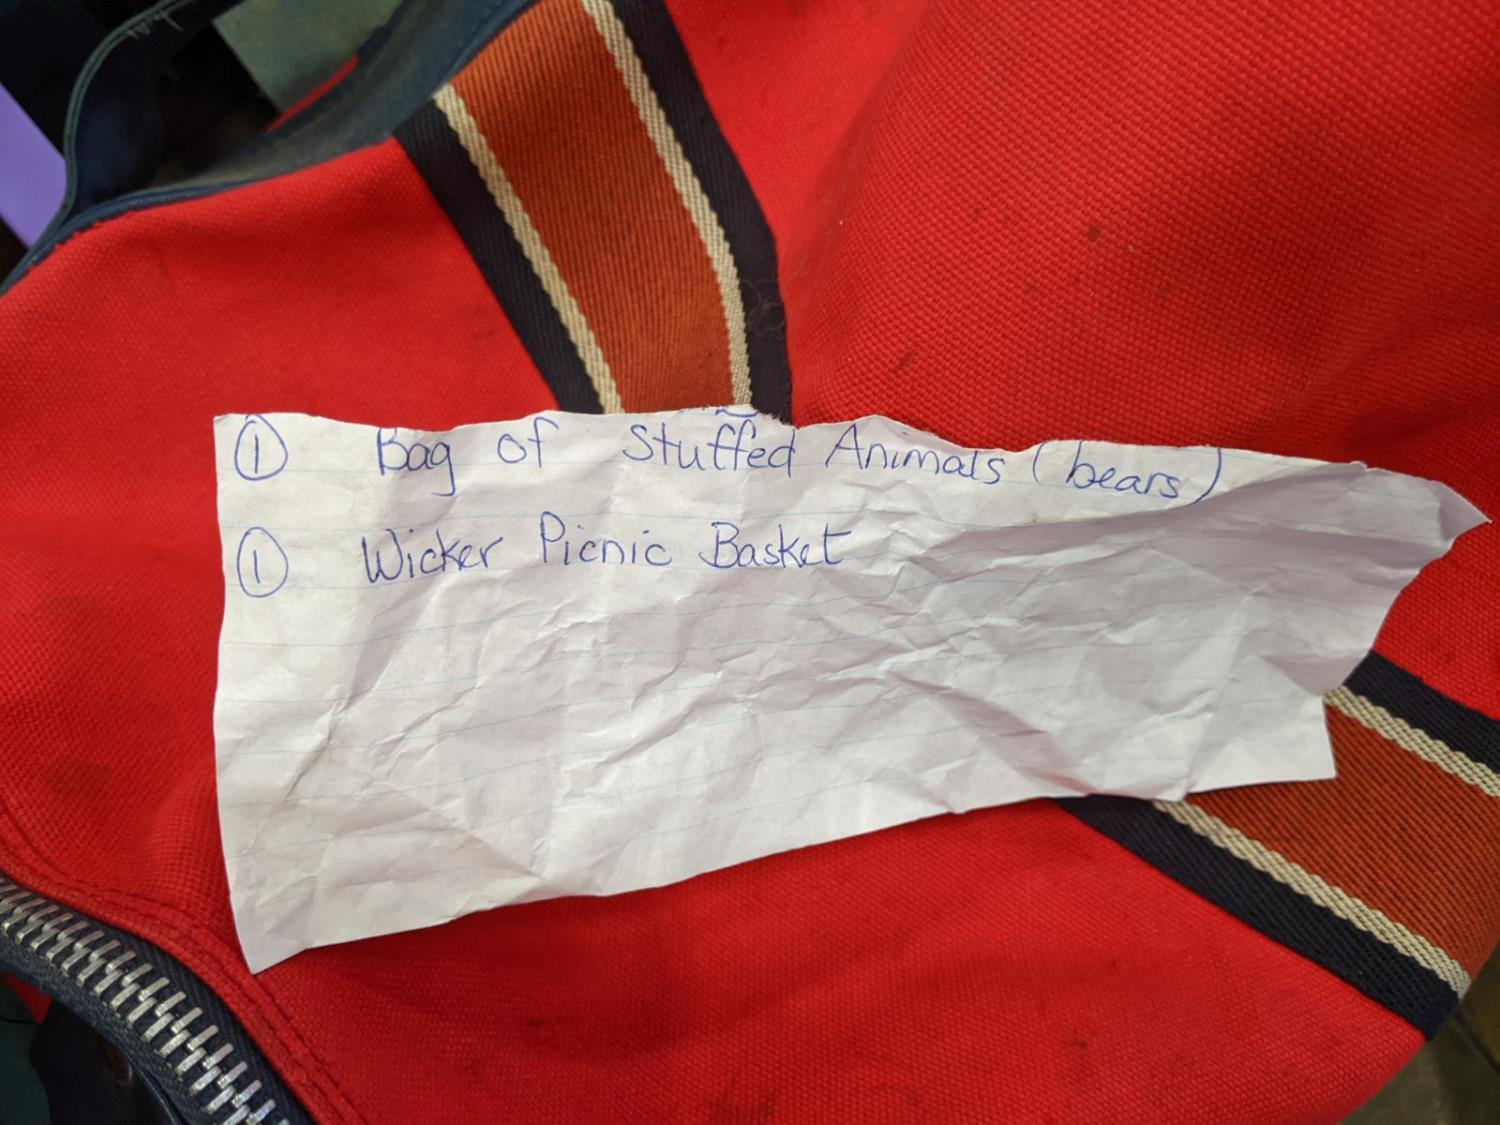 ① Bag of Stuffed Animals (bears)
① Wicker Picnic Basket